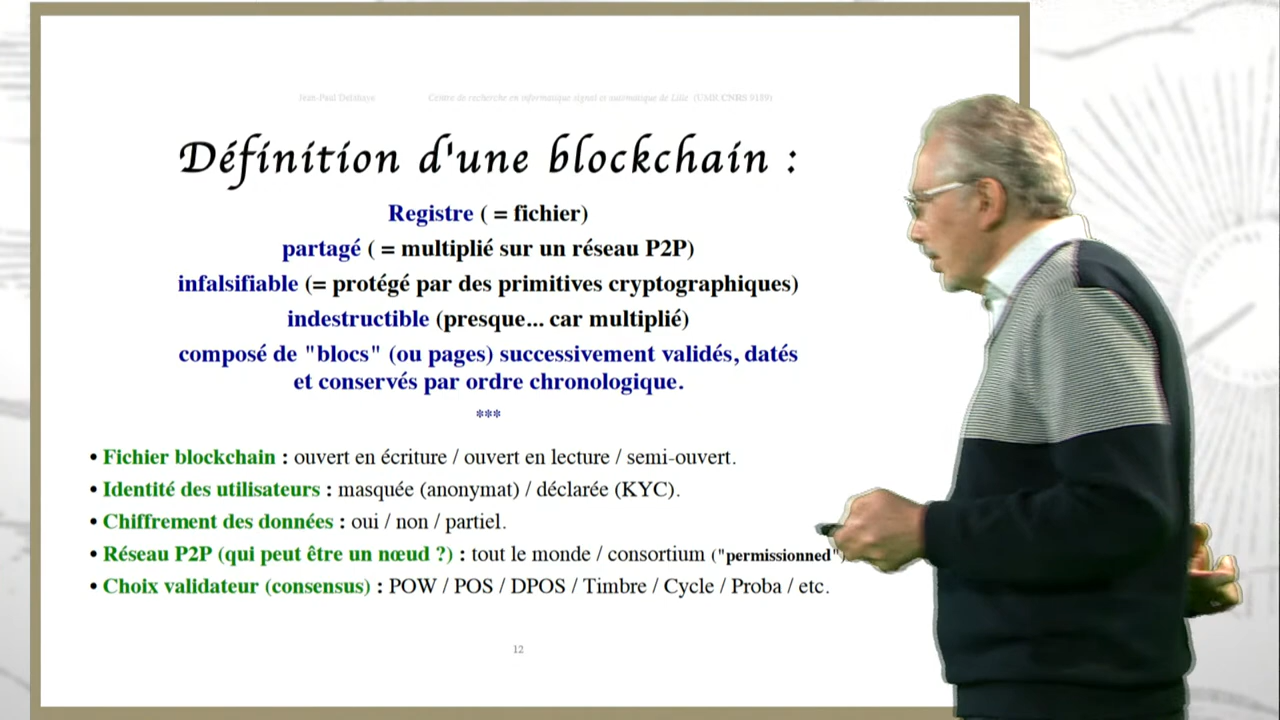 Jean-Paul Delahaye Centre de recherche en informatique signal et automatique de Lille (UMR CNRS 9189)
Définition d'une blockchain :
Registre ( = fichier)
partagé ( = multiplié sur un réseau P2P)
infalsifiable (= protégé par des primitives cryptographiques)
indestructible (presque... car multiplié)
composé de "blocs" (ou pages) successivement validés, datés
et conservés par ordre chronologique.
***
• Fichier blockchain : ouvert en écriture / ouvert en lecture / semi-ouvert.
• Identité des utilisateurs : masquée (anonymat) / déclarée (KYC).
• Chiffrement des données : oui / non / partiel.
• Réseau P2P (qui peut être un nœud ?) : tout le monde / consortium ("permissionned")
• Choix validateur (consensus) : POW / POS / DPOS / Timbre / Cycle / Proba / etc.
12